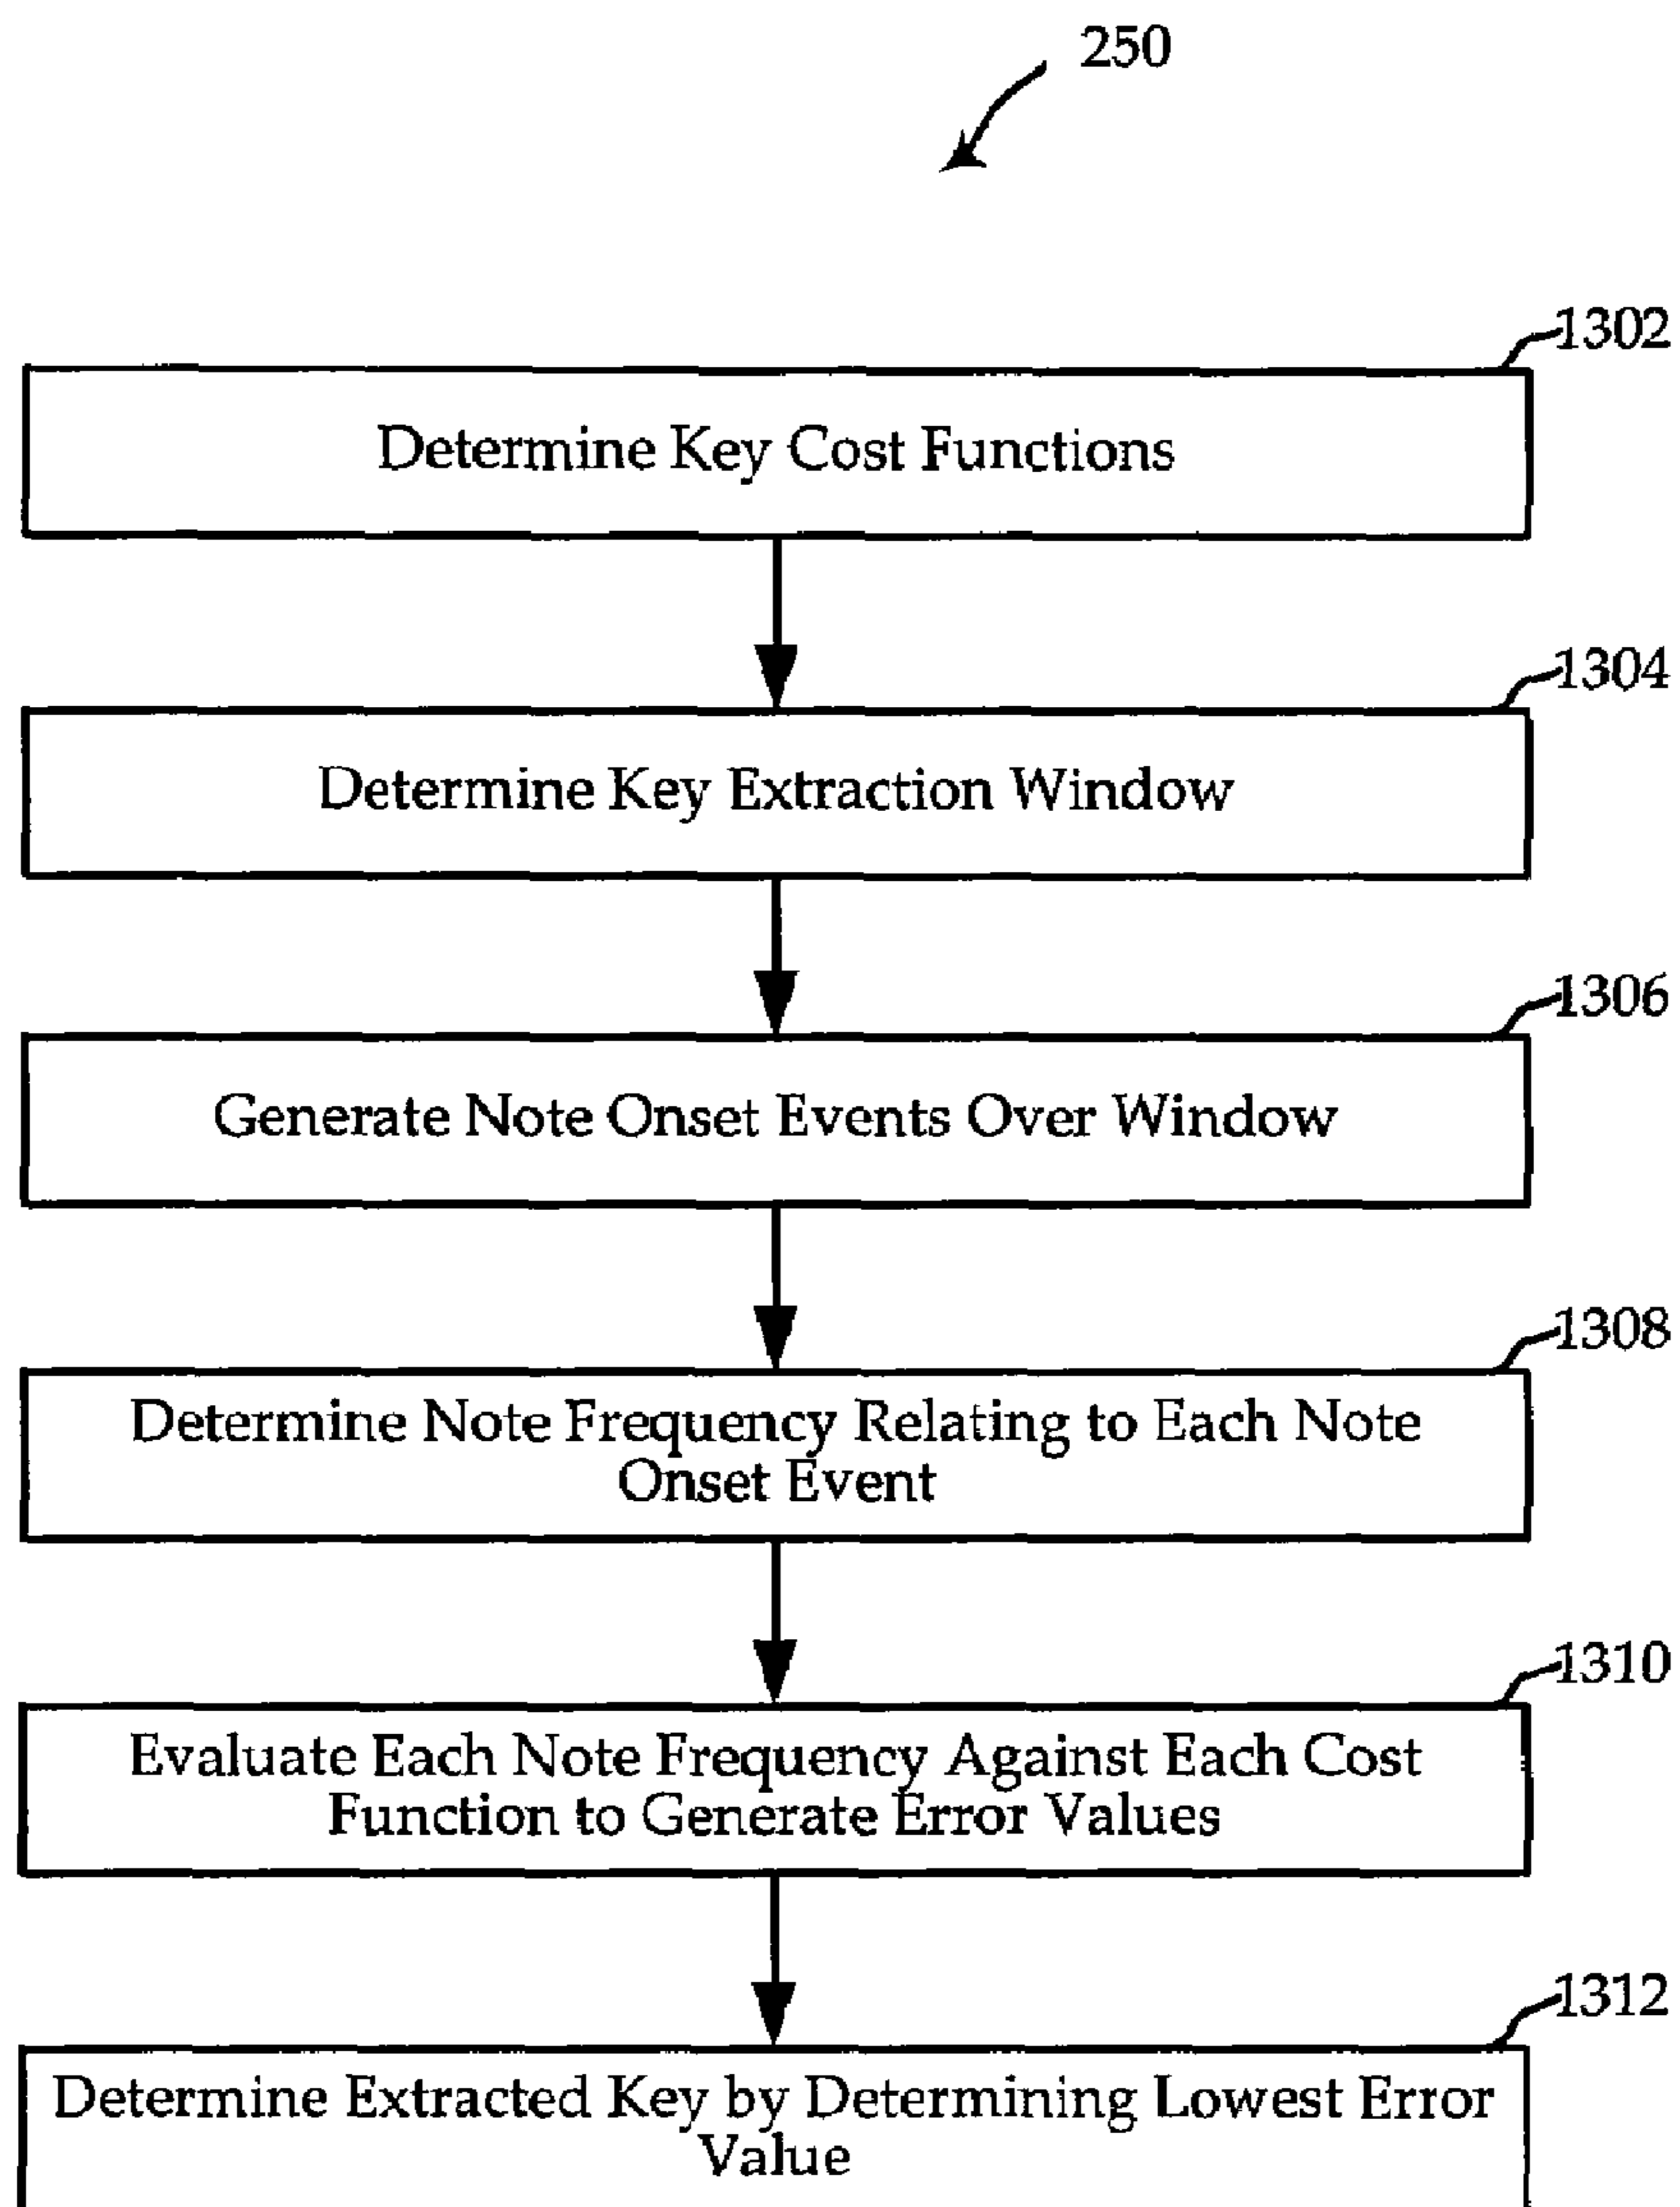 250
1302
Determine Key Cost Functions
1304
Determine Key Extraction Window
1306
Generate Note Onset Events Over Window
1308
Determine Note Frequency Relating to Each Note
Onset Event
1310
Evaluate Each Note Frequency Against Each Cost
Function to Generate Error Values
1312
Determine Extracted Key by Determining Lowest Error
Value